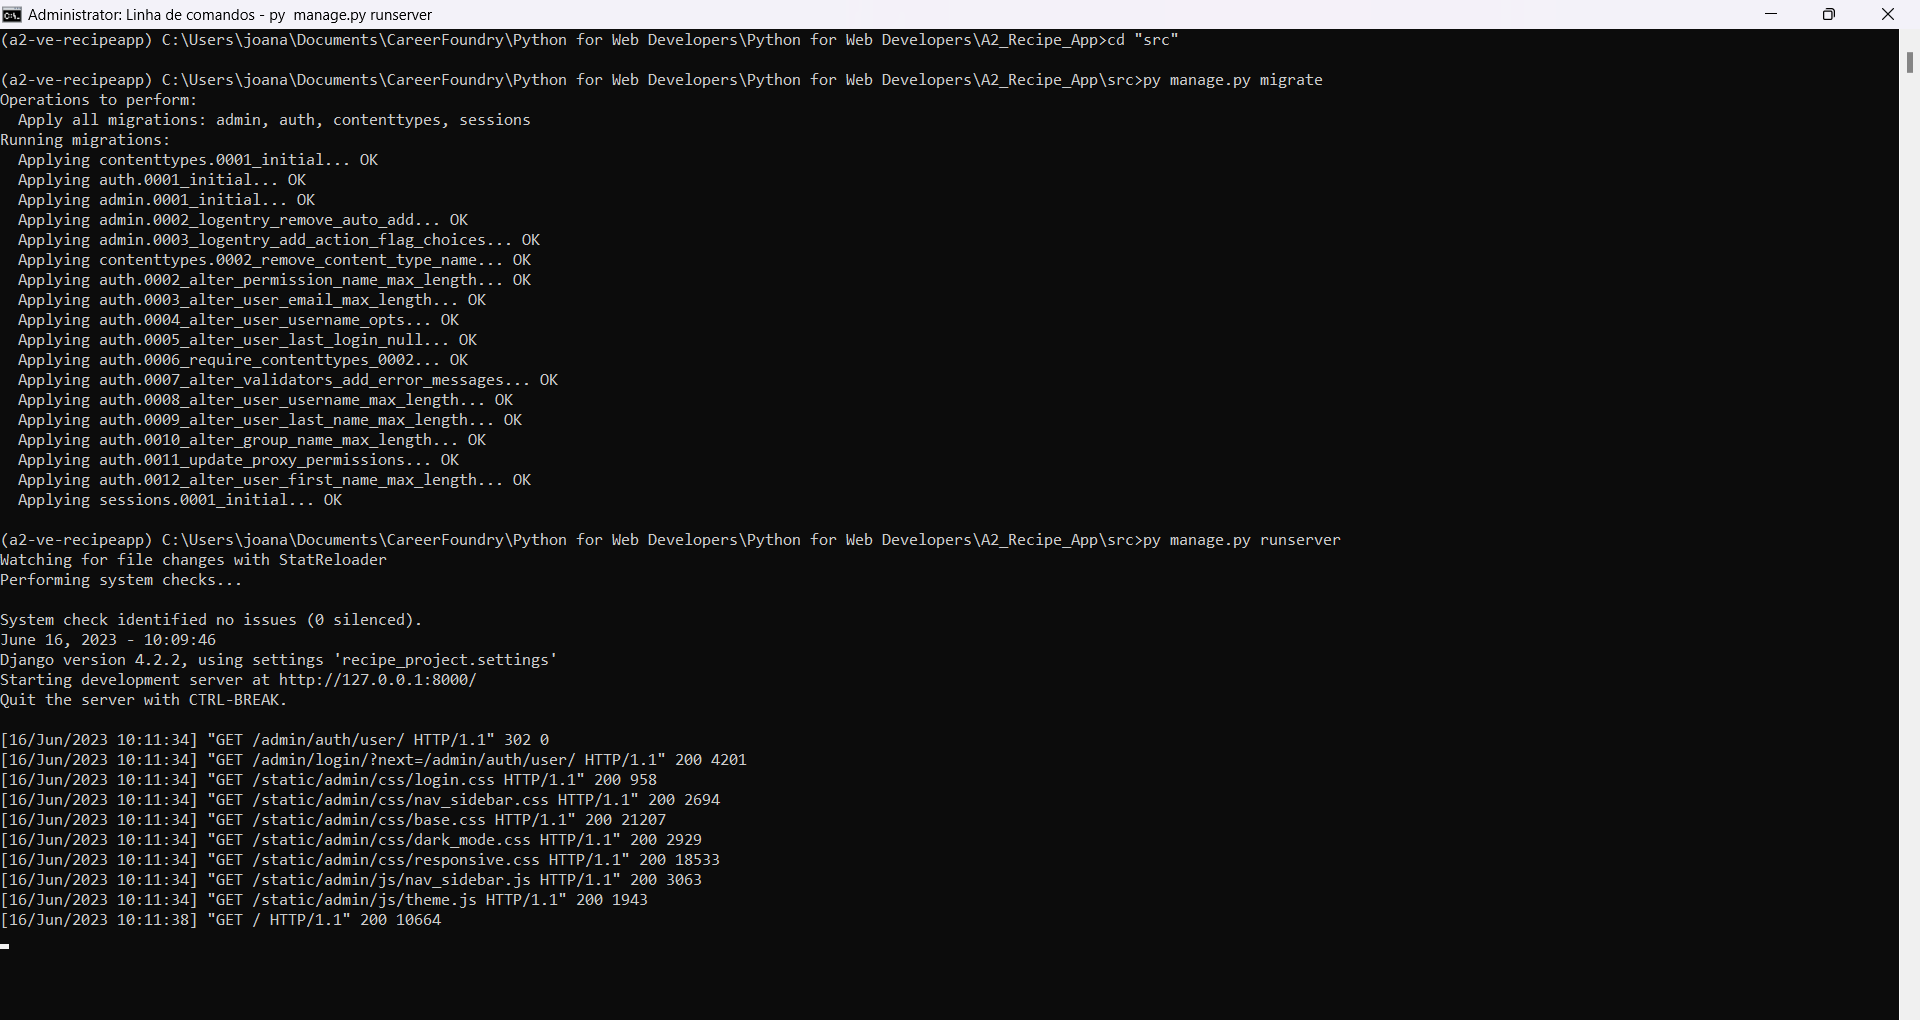 Administrator: Linha de comandos - py  manage.py runserver
(a2-ve-recipeapp) C:\Users\joana\Documents\CareerFoundry\Python for Web Developers\Python for Web Developers\A2_Recipe_App>cd "src"
(a2-ve-recipeapp) C:\Users\joana\Documents\CareerFoundry\Python for Web Developers\Python for Web Developers\A2_Recipe_App\src>py manage.py migrate
Operations to perform:
  Apply all migrations: admin, auth, contenttypes, sessions
Running migrations:
  Applying contenttypes.0001_initial... OK
  Applying auth.0001_initial... OK
  Applying admin.0001_initial... OK
  Applying admin.0002_logentry_remove_auto_add... OK
  Applying admin.0003_logentry_add_action_flag_choices... OK
  Applying contenttypes.0002_remove_content_type_name... OK
  Applying auth.0002_alter_permission_name_max_length... OK
  Applying auth.0003_alter_user_email_max_length... OK
  Applying auth.0004_alter_user_username_opts... OK
  Applying auth.0005_alter_user_last_login_null... OK
  Applying auth.0006_require_contenttypes_0002... OK
  Applying auth.0007_alter_validators_add_error_messages... OK
  Applying auth.0008_alter_user_username_max_length... OK
  Applying auth.0009_alter_user_last_name_max_length... OK
  Applying auth.0010_alter_group_name_max_length... OK
  Applying auth.0011_update_proxy_permissions... OK
  Applying auth.0012_alter_user_first_name_max_length... OK
  Applying sessions.0001_initial... OK
(a2-ve-recipeapp) C:\Users\joana\Documents\CareerFoundry\Python for Web Developers\Python for Web Developers\A2_Recipe_App\src>py manage.py runserver
Watching for file changes with StatReloader
Performing system checks...
System check identified no issues (0 silenced).
June 16, 2023 - 10:09:46
Django version 4.2.2, using settings 'recipe_project.settings'
Starting development server at http://127.0.0.1:8000/
Quit the server with CTRL-BREAK.
[16/Jun/2023 10:11:34] "GET /admin/auth/user/ HTTP/1.1" 302 0
[16/Jun/2023 10:11:34] "GET /admin/login/?next=/admin/auth/user/ HTTP/1.1" 200 4201
[16/Jun/2023 10:11:34] "GET /static/admin/css/login.css HTTP/1.1" 200 958
[16/Jun/2023 10:11:34] "GET /static/admin/css/nav_sidebar.css HTTP/1.1" 200 2694
[16/Jun/2023 10:11:34] "GET /static/admin/css/base.css HTTP/1.1" 200 21207
[16/Jun/2023 10:11:34] "GET /static/admin/css/dark_mode.css HTTP/1.1" 200 2929
[16/Jun/2023 10:11:34] "GET /static/admin/css/responsive.css HTTP/1.1" 200 18533
[16/Jun/2023 10:11:34] "GET /static/admin/js/nav_sidebar.js HTTP/1.1" 200 3063
[16/Jun/2023 10:11:34] "GET /static/admin/js/theme.js HTTP/1.1" 200 1943
[16/Jun/2023 10:11:38] "GET / HTTP/1.1" 200 10664